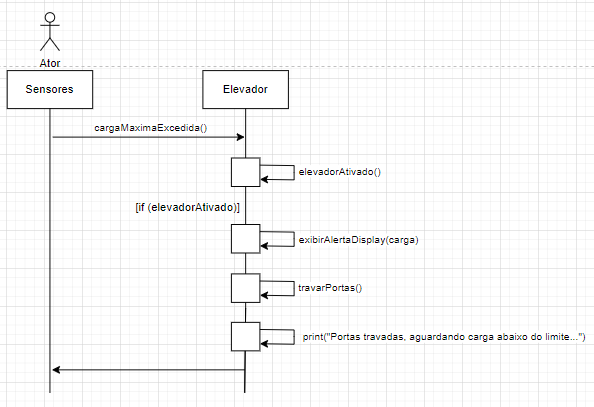 Ator
Sensores
Elevador
cargaMaximaExcedida()
elevadorAtivado()
[if (elevadorAtivado)]
exibirAlertaDisplay(carga)
travarPortas()
print("Portas travadas, aguardando carga abaixo do limite...")